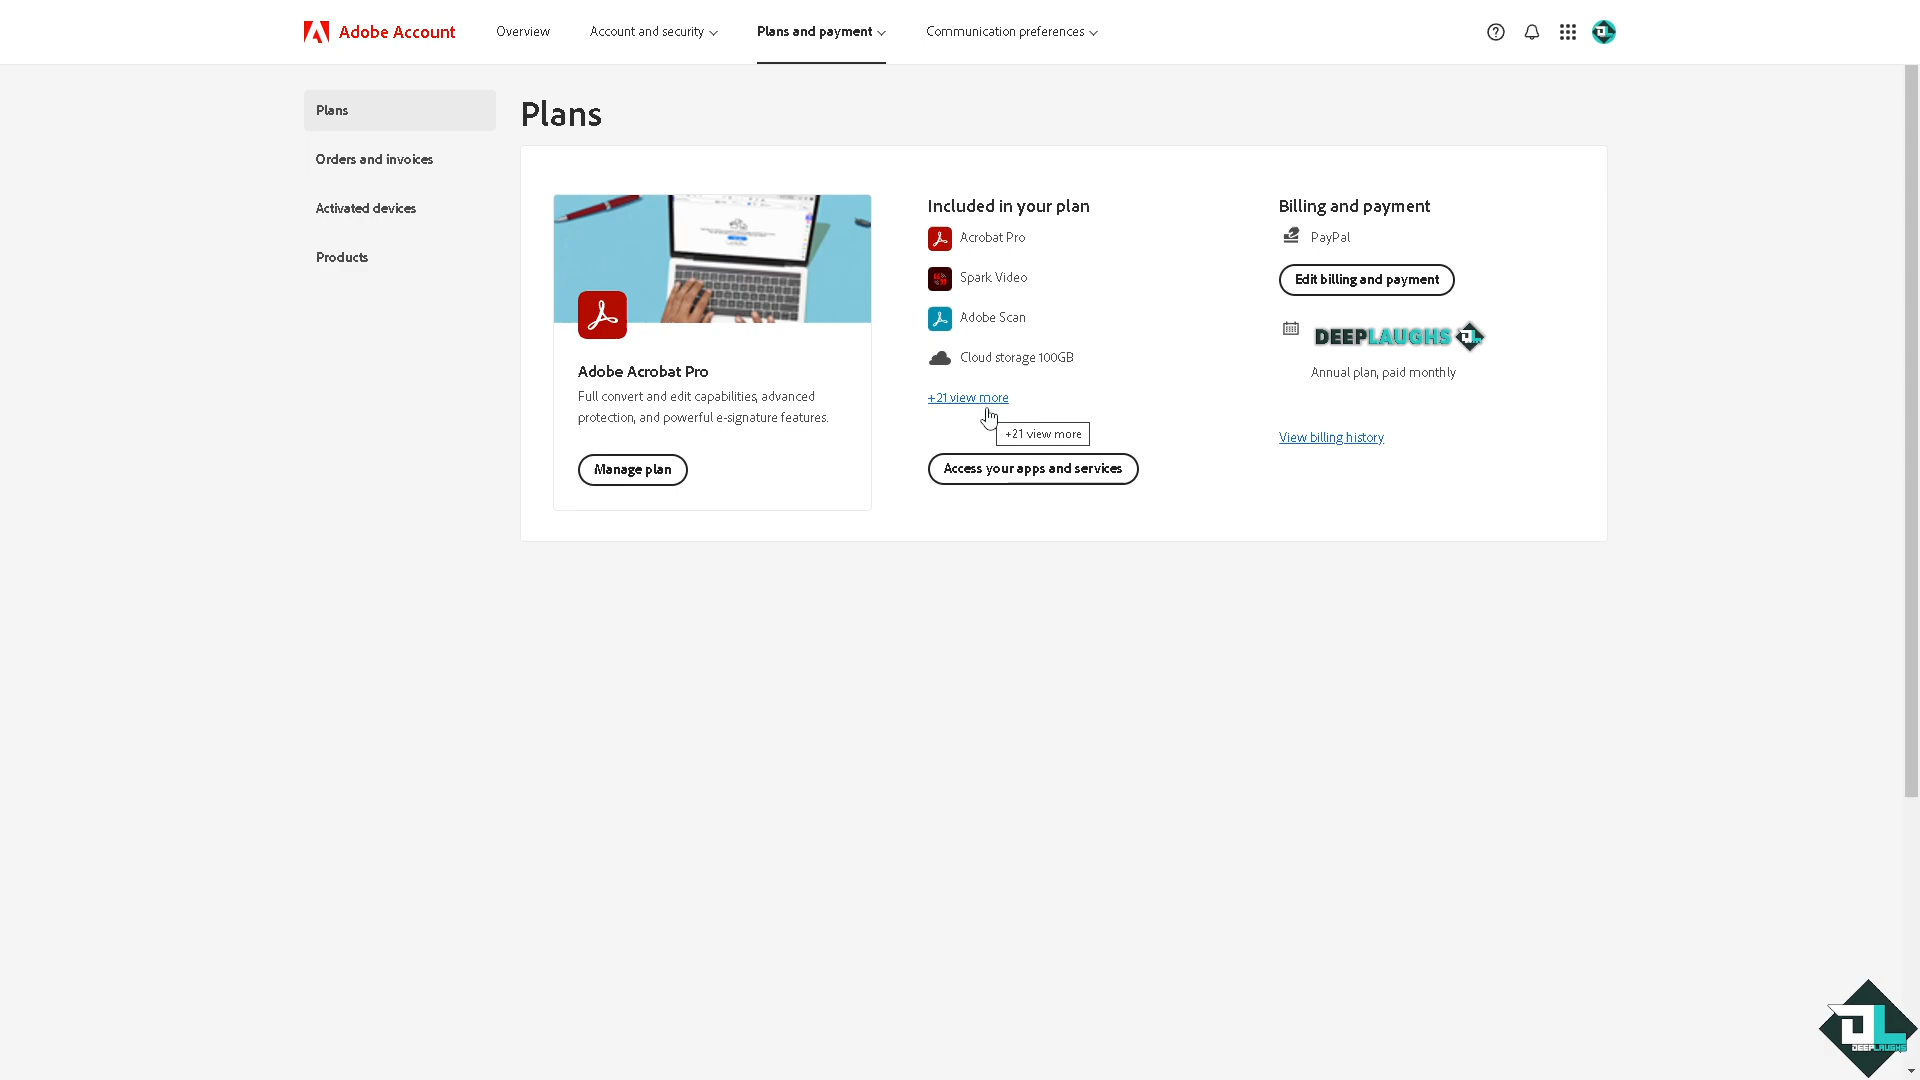 Adobe Account
Overview
Account and security
Plans and payment
Communication preferences
Plans
Orders and invoices
Activated devices
Products
Plans
Adobe Acrobat Pro
Full convert and edit capabilities, advanced
protection, and powerful e-signature features.
Manage plan
Included in your plan
Acrobat Pro
Spark Video
Adobe Scan
Cloud storage 100GB
+21 view more
+21 view more
Access your apps and services
Billing and payment
PayPal
Edit billing and payment
DEEPLAUGHS
Annual plan, paid monthly
View billing history
DL
DEEPLAUGHS